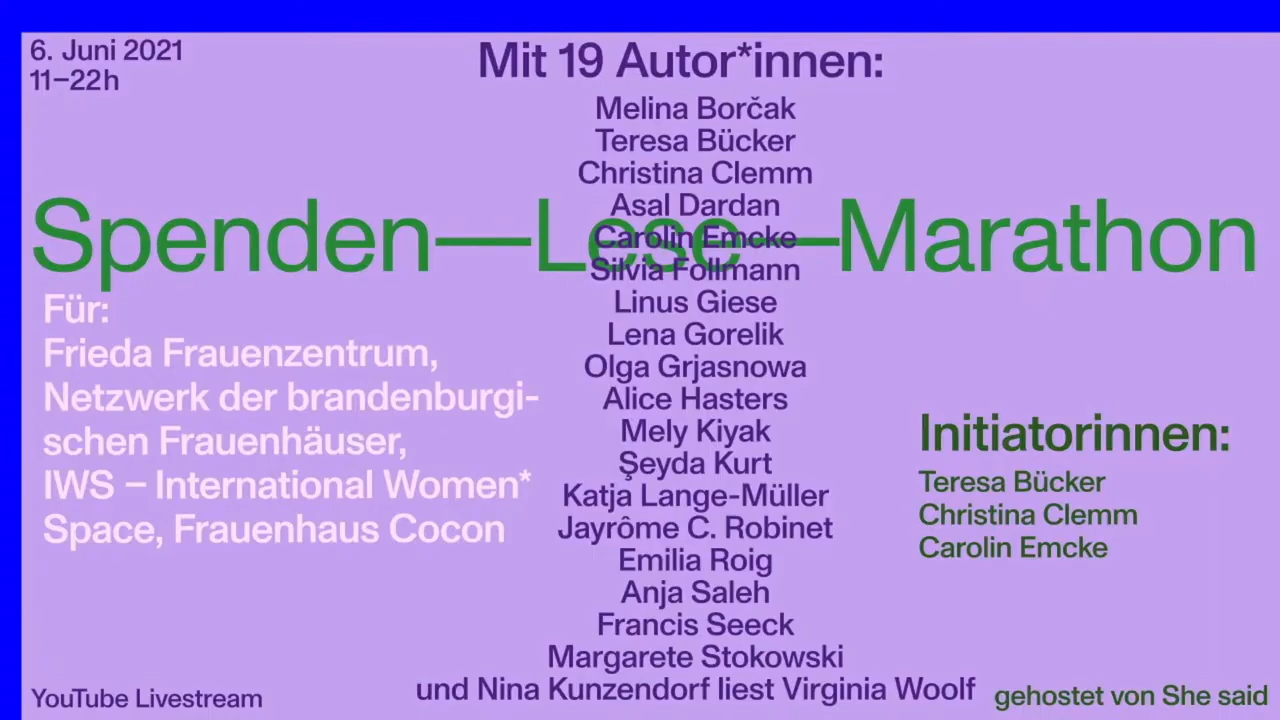 6. Juni 2021
11–22h
Mit 19 Autor*innen:
Melina Borčak
Teresa Bücker
Christina Clemm
Asal Dardan
Carolin Emcke
Silvia Follmann
Linus Giese
Lena Gorelik
Olga Grjasnowa
Alice Hasters
Mely Kiyak
Şeyda Kurt
Katja Lange-Müller
Jayrôme C. Robinet
Emilia Roig
Anja Saleh
Francis Seeck
Margarete Stokowski
und Nina Kunzendorf liest Virginia Woolf
Spenden—Lese—Marathon
Für:
Frieda Frauenzentrum,
Netzwerk der brandenburgi-
schen Frauenhäuser,
IWS – International Women*
Space, Frauenhaus Cocon
Initiatorinnen:
Teresa Bücker
Christina Clemm
Carolin Emcke
YouTube Livestream
gehostet von She said